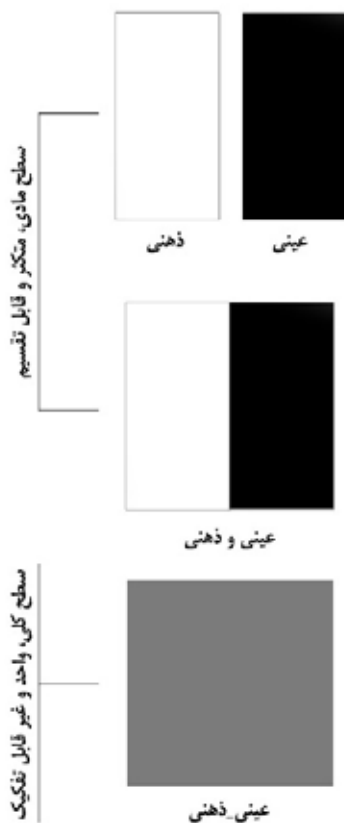 عینی
ذهنی
سطح مادی، متکثر و قابل تقسیم
عینی و ذهنی
سطح کلی، واحد و غیر قابل تفکیک
عینی_ذهنی